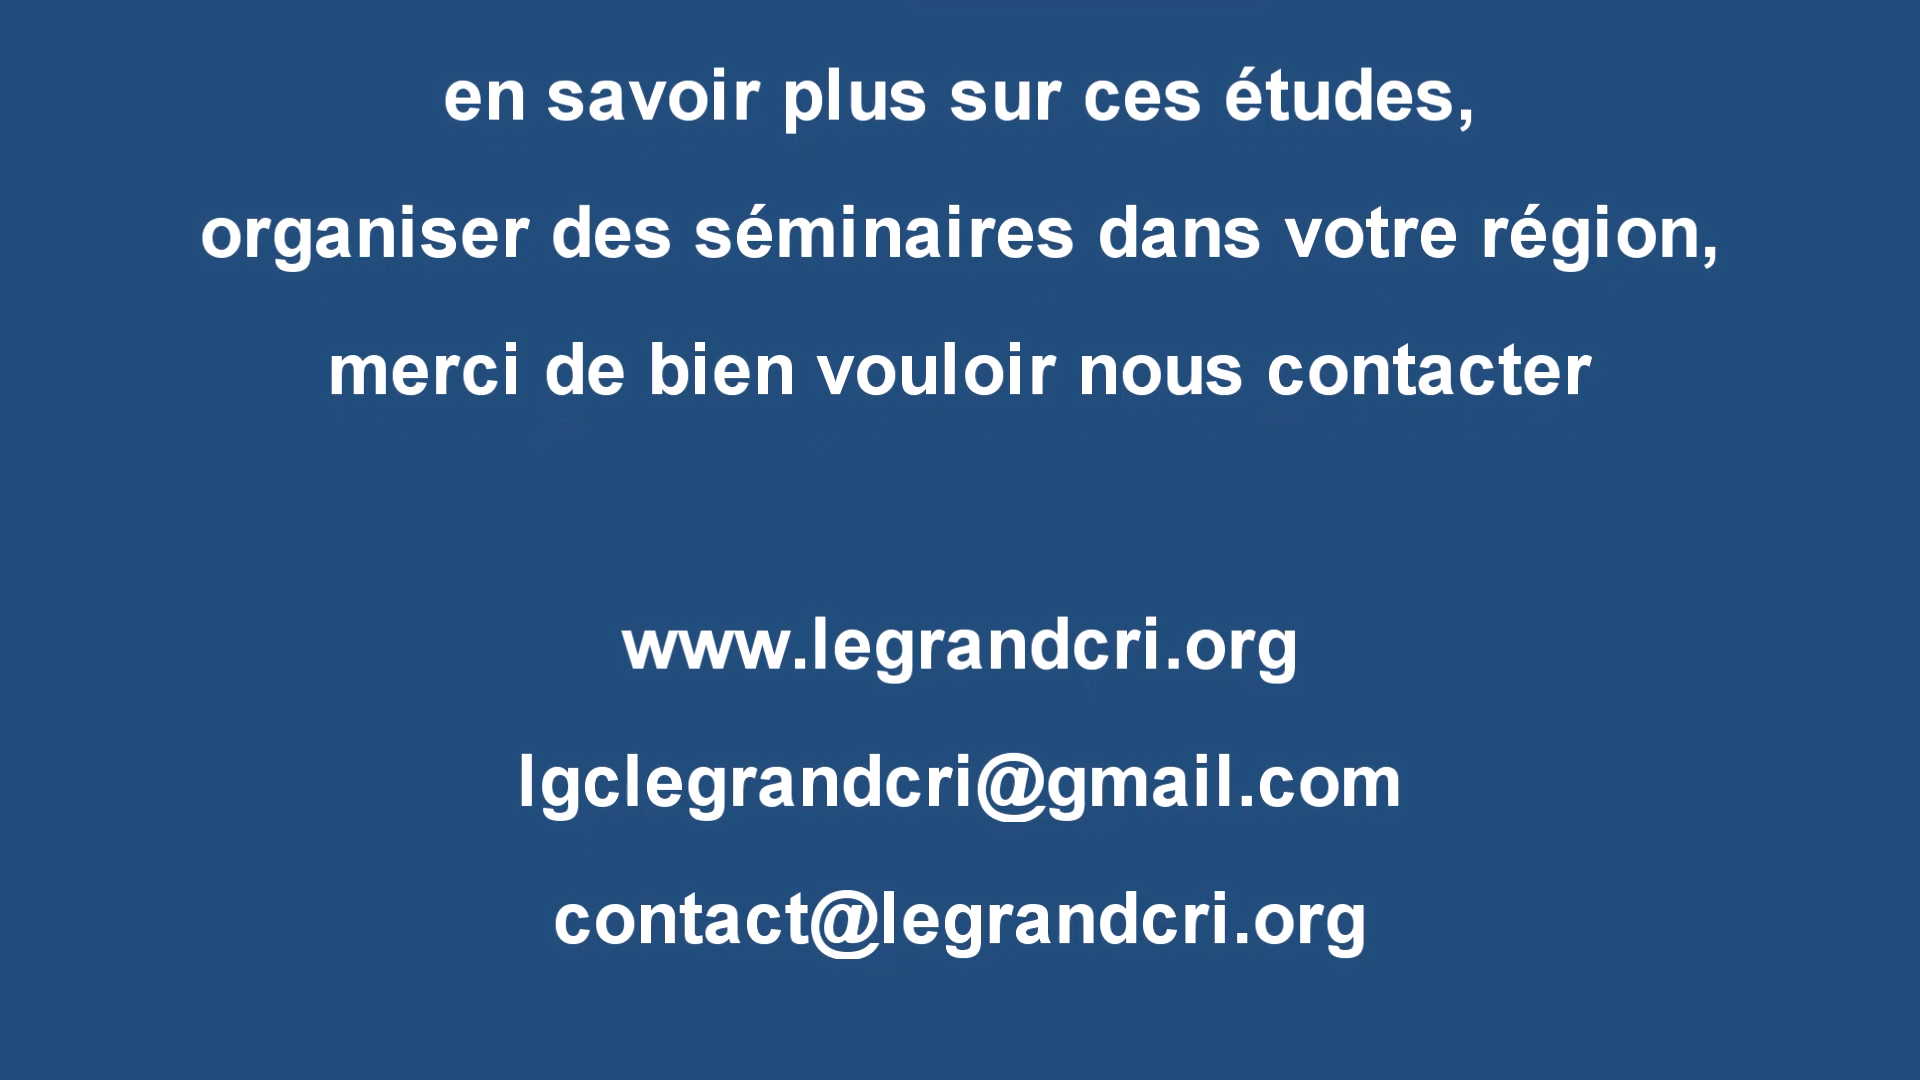 en savoir plus sur ces études,
organiser des séminaires dans votre région,
merci de bien vouloir nous contacter
www.legrandcri.org
lgclegrandcri@gmail.com
contact@legrandcri.org